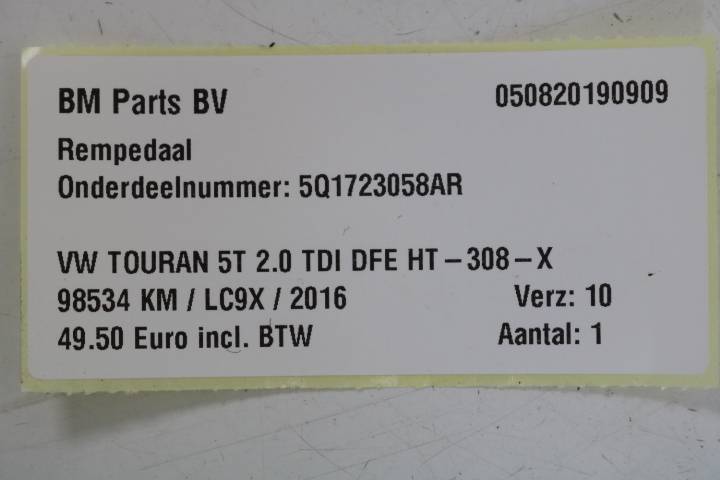 BM Parts BV 050820190909
Rempedaal
Onderdeelnummer: 5Q1723058AR
VW TOURAN 5T 2.0 TDI DFE HT-308-X
98534 KM / LC9X / 2016 Verz: 10
49.50 Euro incl. BTW Aantal: 1